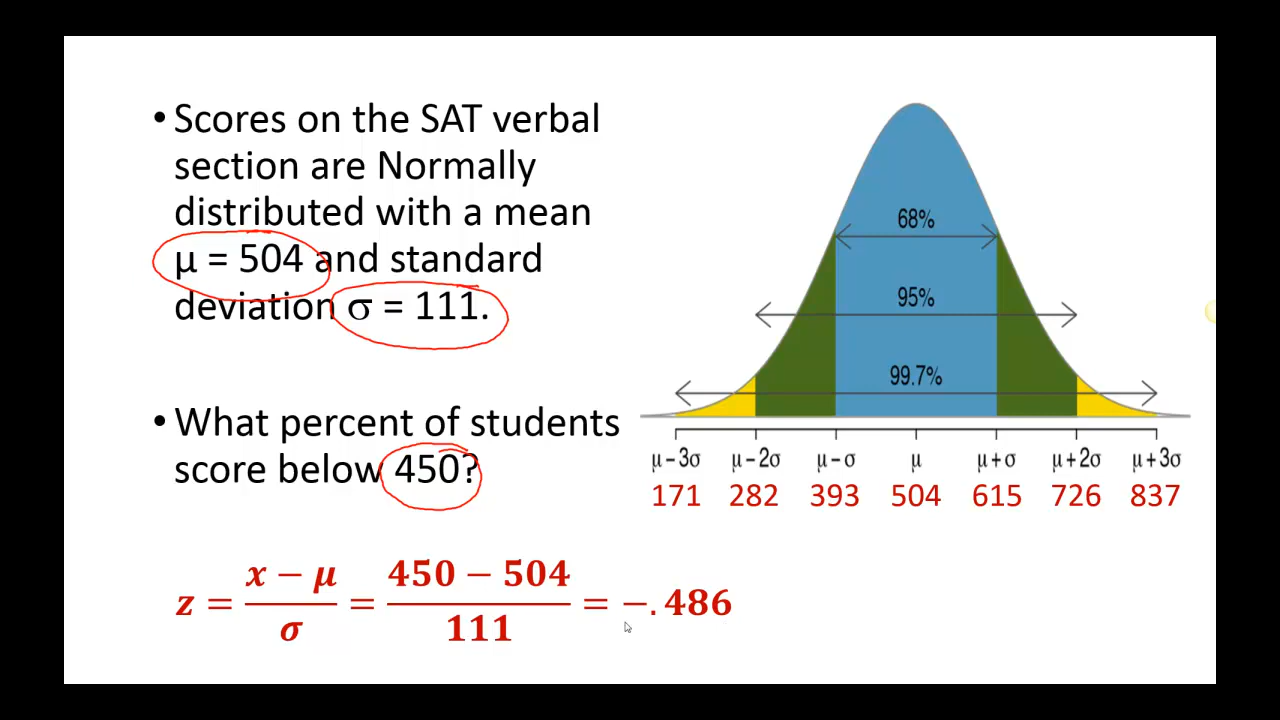 • Scores on the SAT verbal
section are Normally
distributed with a mean
μ = 504 and standard
deviation σ = 111.
• What percent of students
score below 450?
z = (x − μ)/σ = (450 − 504)/111 = −.486
68%
95%
99.7%
μ−3σ μ−2σ μ−σ μ μ+σ μ+2σ μ+3σ
171 282 393 504 615 726 837